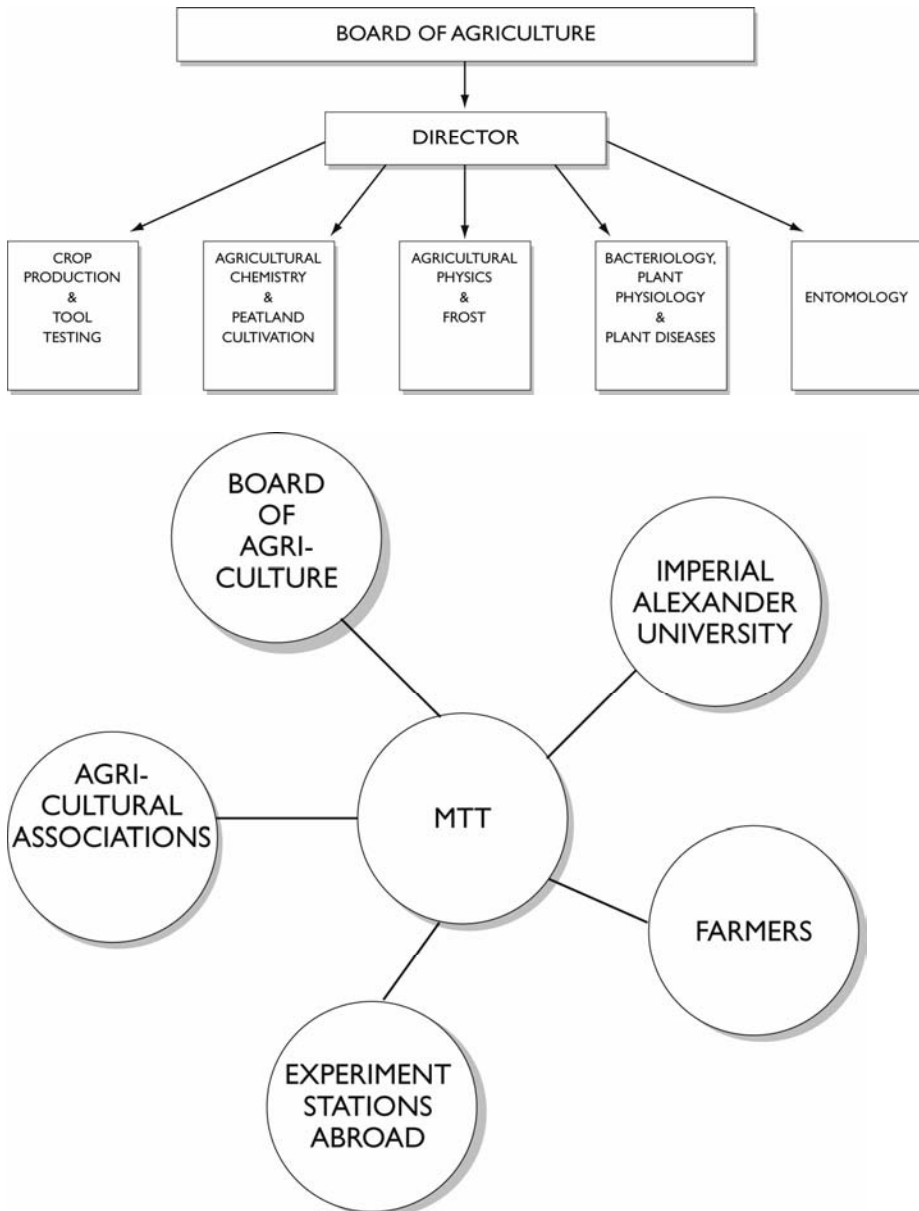 BOARD OF AGRICULTURE
DIRECTOR
CROP
PRODUCTION
&
TOOL
TESTING
AGRICULTURAL
CHEMISTRY
&
PEATLAND
CULTIVATION
AGRICULTURAL
PHYSICS
&
FROST
BACTERIOLOGY,
PLANT
PHYSIOLOGY
&
PLANT DISEASES
ENTOMOLOGY
BOARD
OF
AGRI-
CULTURE
IMPERIAL
ALEXANDER
UNIVERSITY
AGRI-
CULTURAL
ASSOCIATIONS
MTT
FARMERS
EXPERIMENT
STATIONS
ABROAD